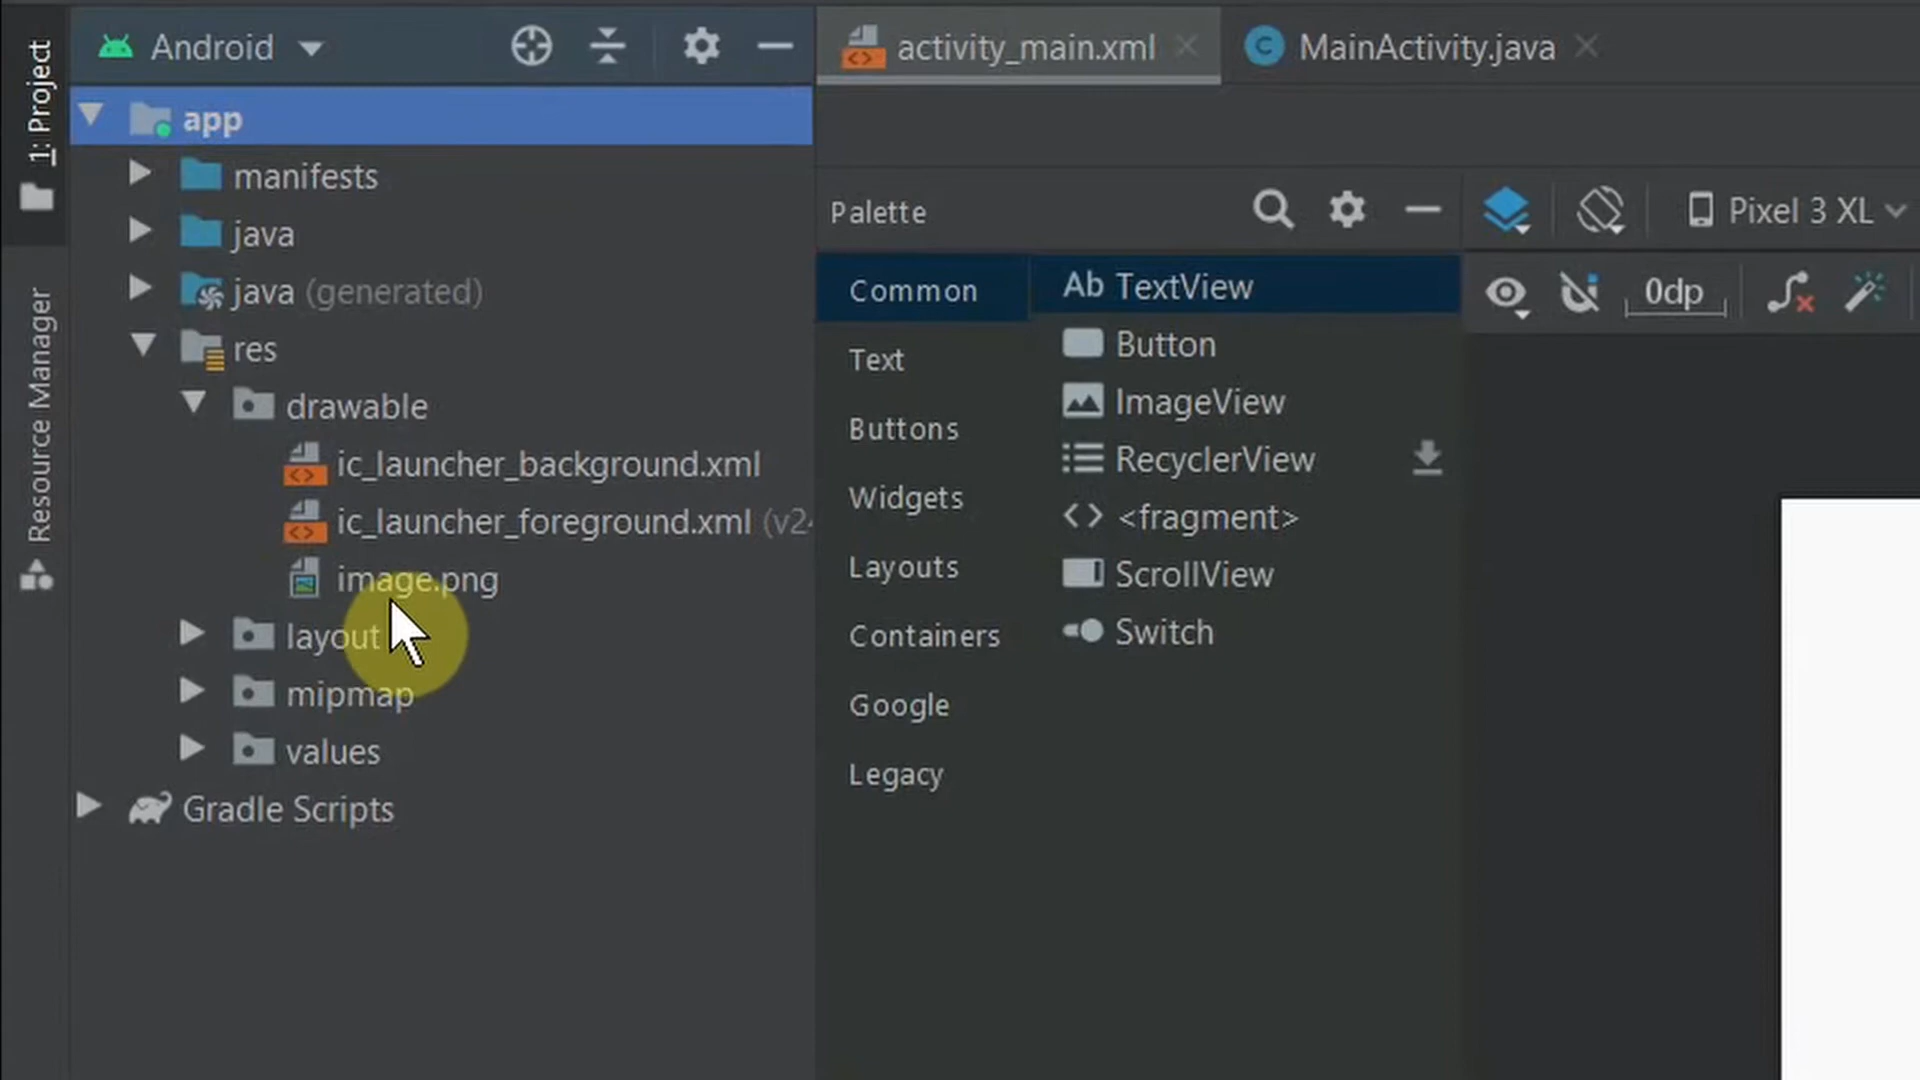 1: Project
Resource Manager
Android
app
manifests
java
java (generated)
res
drawable
ic_launcher_background.xml
ic_launcher_foreground.xml (v24
image.png
layout
mipmap
values
Gradle Scripts
activity_main.xml
MainActivity.java
Palette
Common
Text
Buttons
Widgets
Layouts
Containers
Google
Legacy
Ab TextView
Button
ImageView
RecyclerView
<fragment>
ScrollView
Switch
Pixel 3 XL
0dp